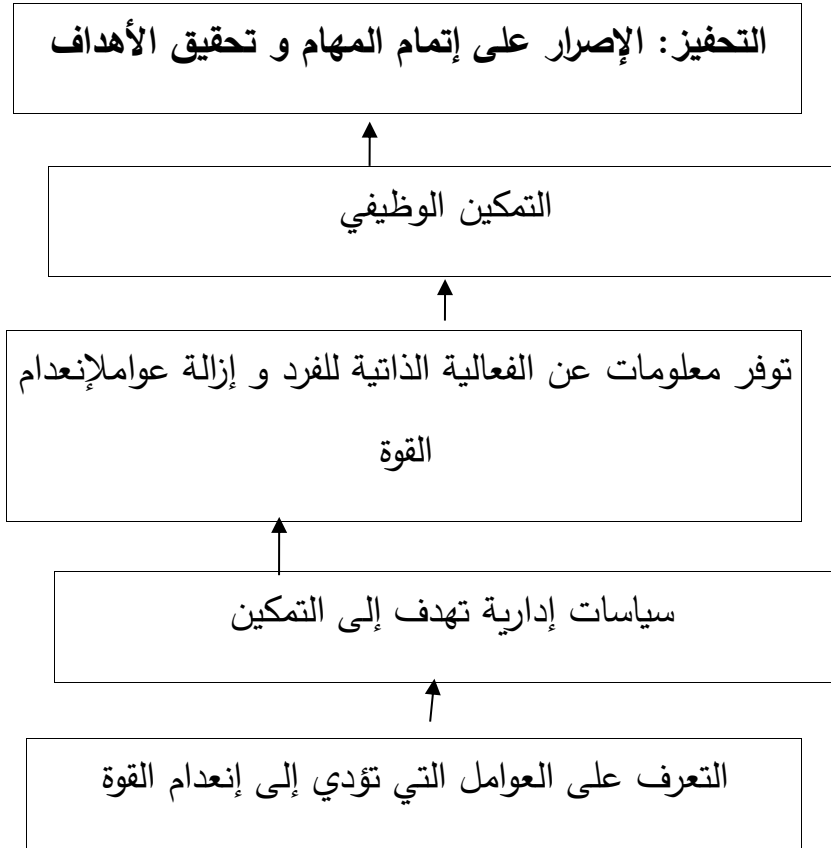 التحفيز: الإصرار على إتمام المهام و تحقيق الأهداف
التمكين الوظيفي
توفر معلومات عن الفعالية الذاتية للفرد و إزالة عواملإنعدام
القوة
سياسات إدارية تهدف إلى التمكين
التعرف على العوامل التي تؤدي إلى إنعدام القوة